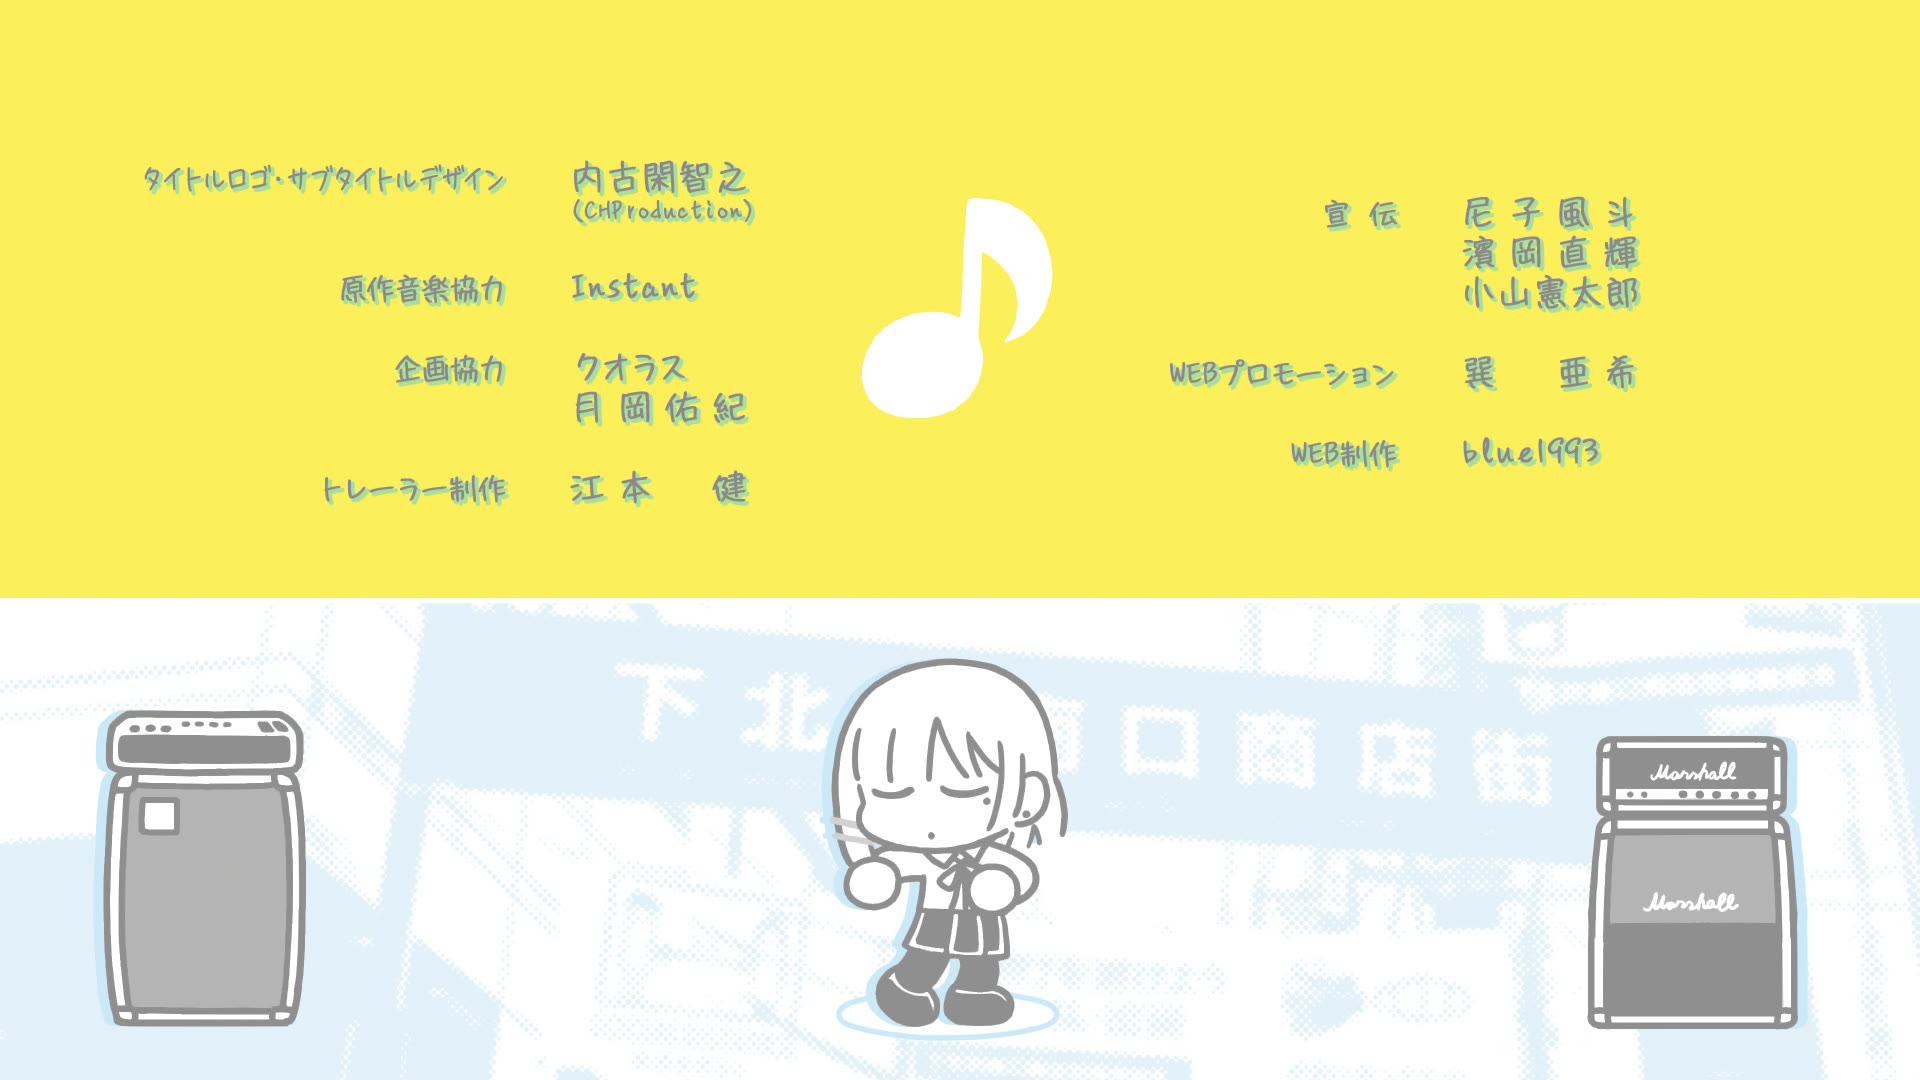 タイトルロゴ・サブタイトルデザイン 内古閑智之
(CHProduction)
原作音楽協力 Instant
企画協力 クオラス
月岡佑紀
トレーラー制作 江本 健
宣伝 尼子風斗
濱岡直輝
小山憲太郎
WEBプロモーション 巽 亜希
WEB制作 blue1993
下北 口商店街
Marshall
Marshall